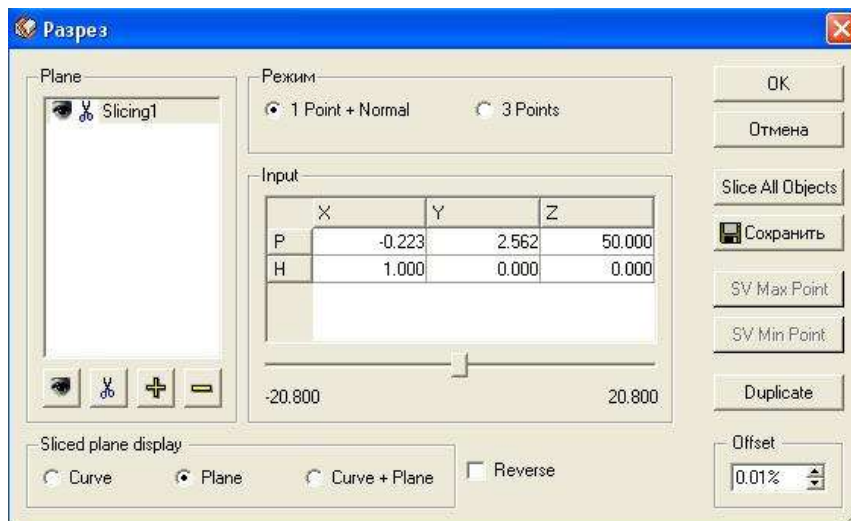 Разрез
Plane
Slicing1
Режим
1 Point + Normal
3 Points
Input
X Y Z
P -0.223 2.562 50.000
H 1.000 0.000 0.000
-20.800 20.800
Sliced plane display
Curve
Plane
Curve + Plane
Reverse
OK
Отмена
Slice All Objects
Сохранить
SV Max Point
SV Min Point
Duplicate
Offset
0.01%